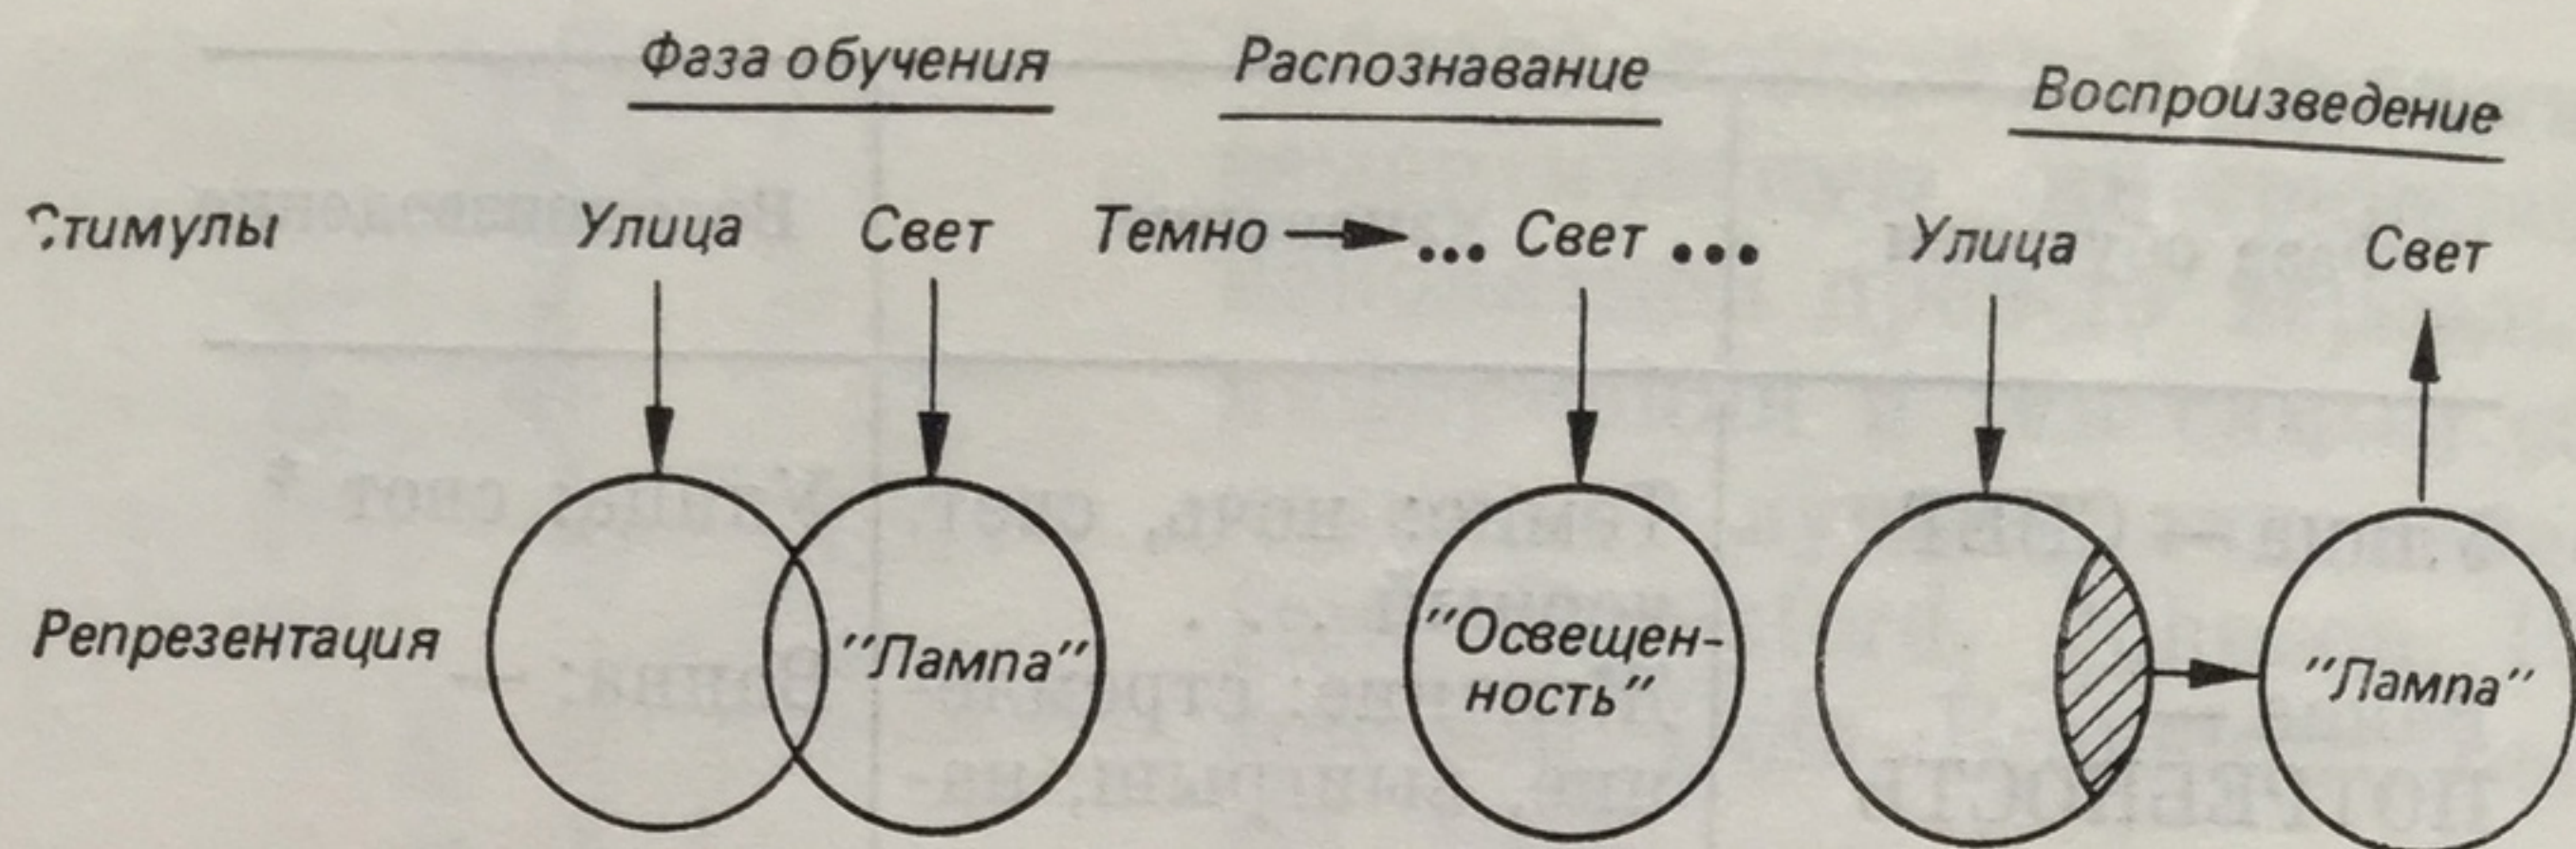 Фаза обучения Распознавание Воспроизведение
Стимулы Улица Свет Темно → ... Свет ... Улица Свет
Репрезентация "Лампа" "Освещен-
ность" "Лампа"